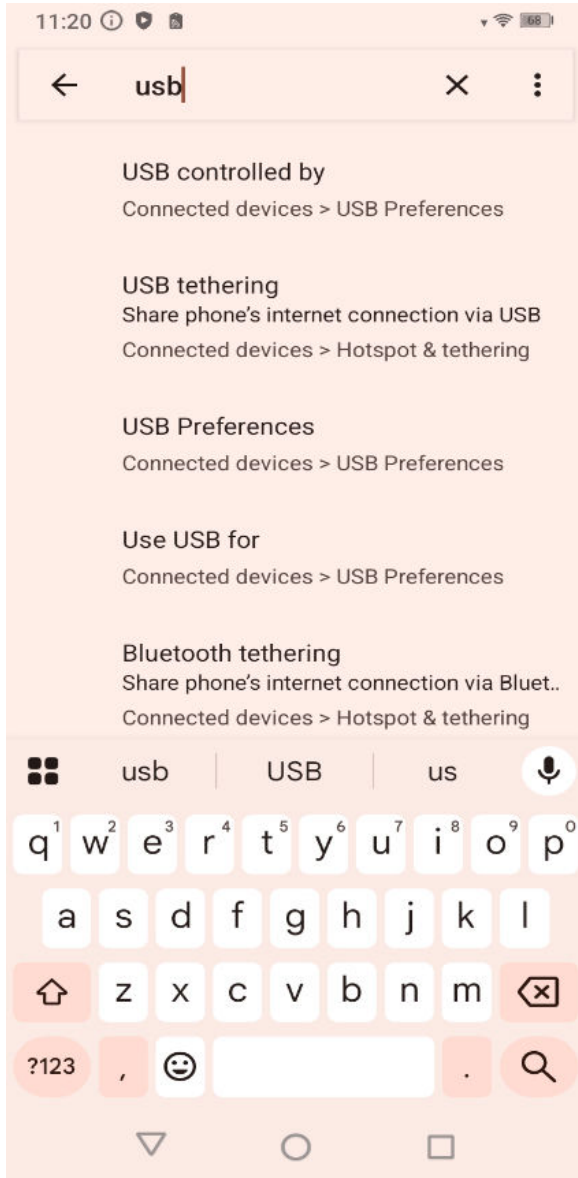 11:20
68
usb
USB controlled by
Connected devices > USB Preferences
USB tethering
Share phone's internet connection via USB
Connected devices > Hotspot & tethering
USB Preferences
Connected devices > USB Preferences
Use USB for
Connected devices > USB Preferences
Bluetooth tethering
Share phone's internet connection via Bluet..
Connected devices > Hotspot & tethering
usb USB us
q1 w2 e3 r4 t5 y6 u7 i8 o9 p0
a s d f g h j k l
z x c v b n m
?123 , .